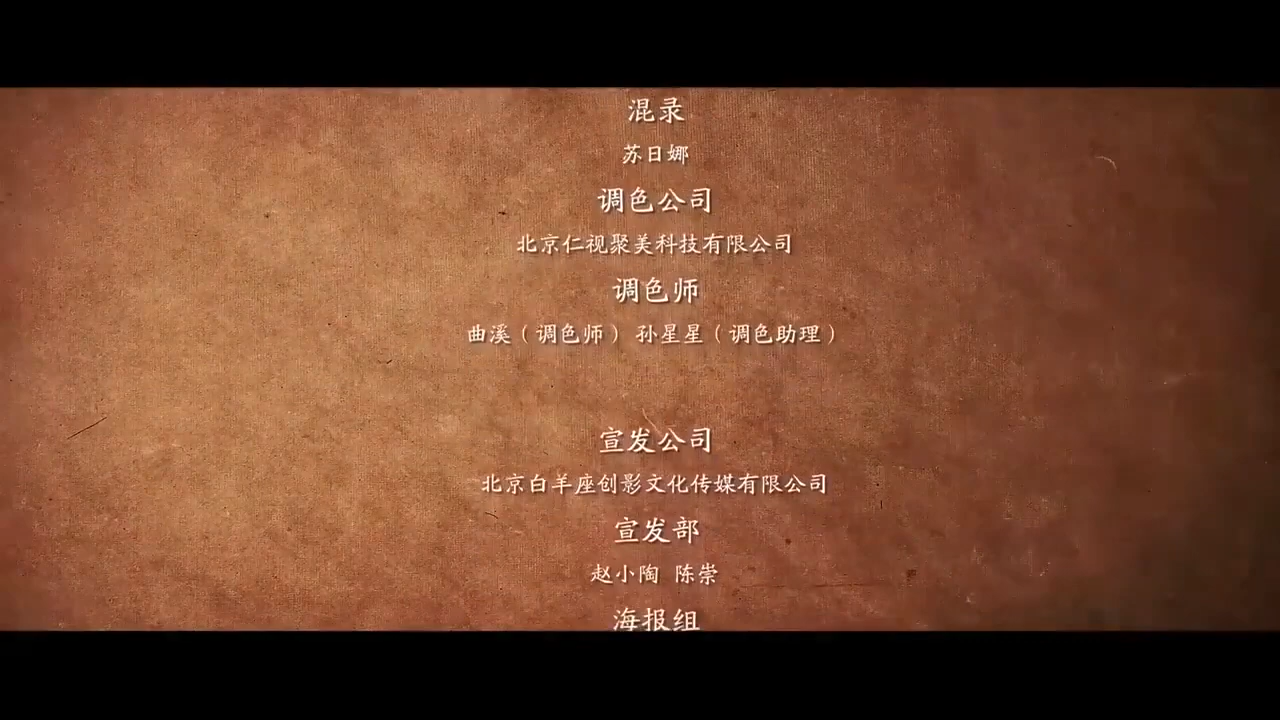 混录
苏日娜
调色公司
北京仁视聚美科技有限公司
调色师
曲溪（调色师） 孙星星（调色助理）
宣发公司
北京白羊座创影文化传媒有限公司
宣发部
赵小陶 陈崇
海报组